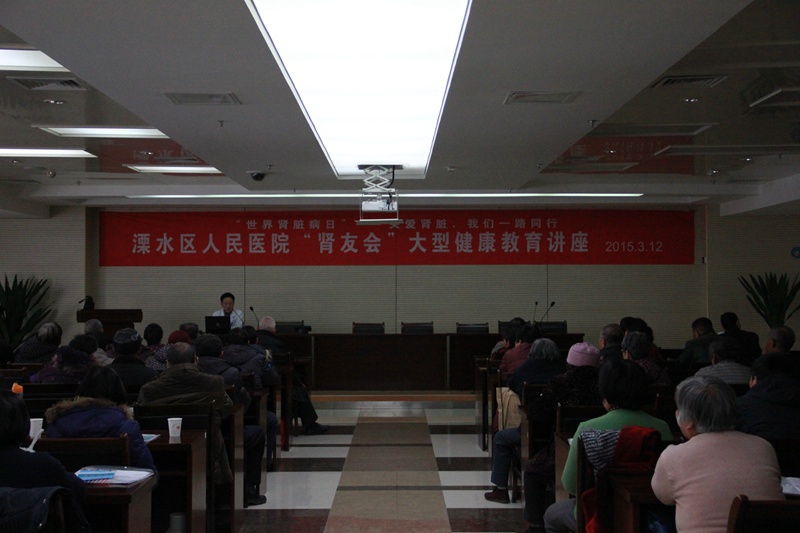 “世界肾脏病日” 关爱肾脏，我们一路同行
溧水区人民医院“肾友会”大型健康教育讲座 2015.3.12